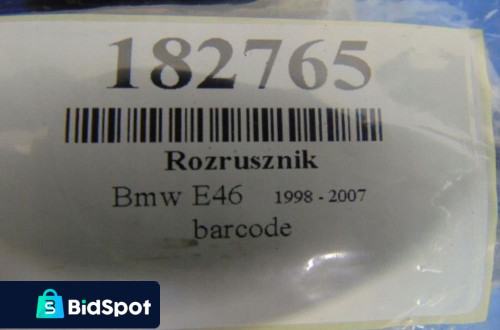 182765
Rozrusznik
Bmw E46 1998 - 2007
barcode
S
BidSpot